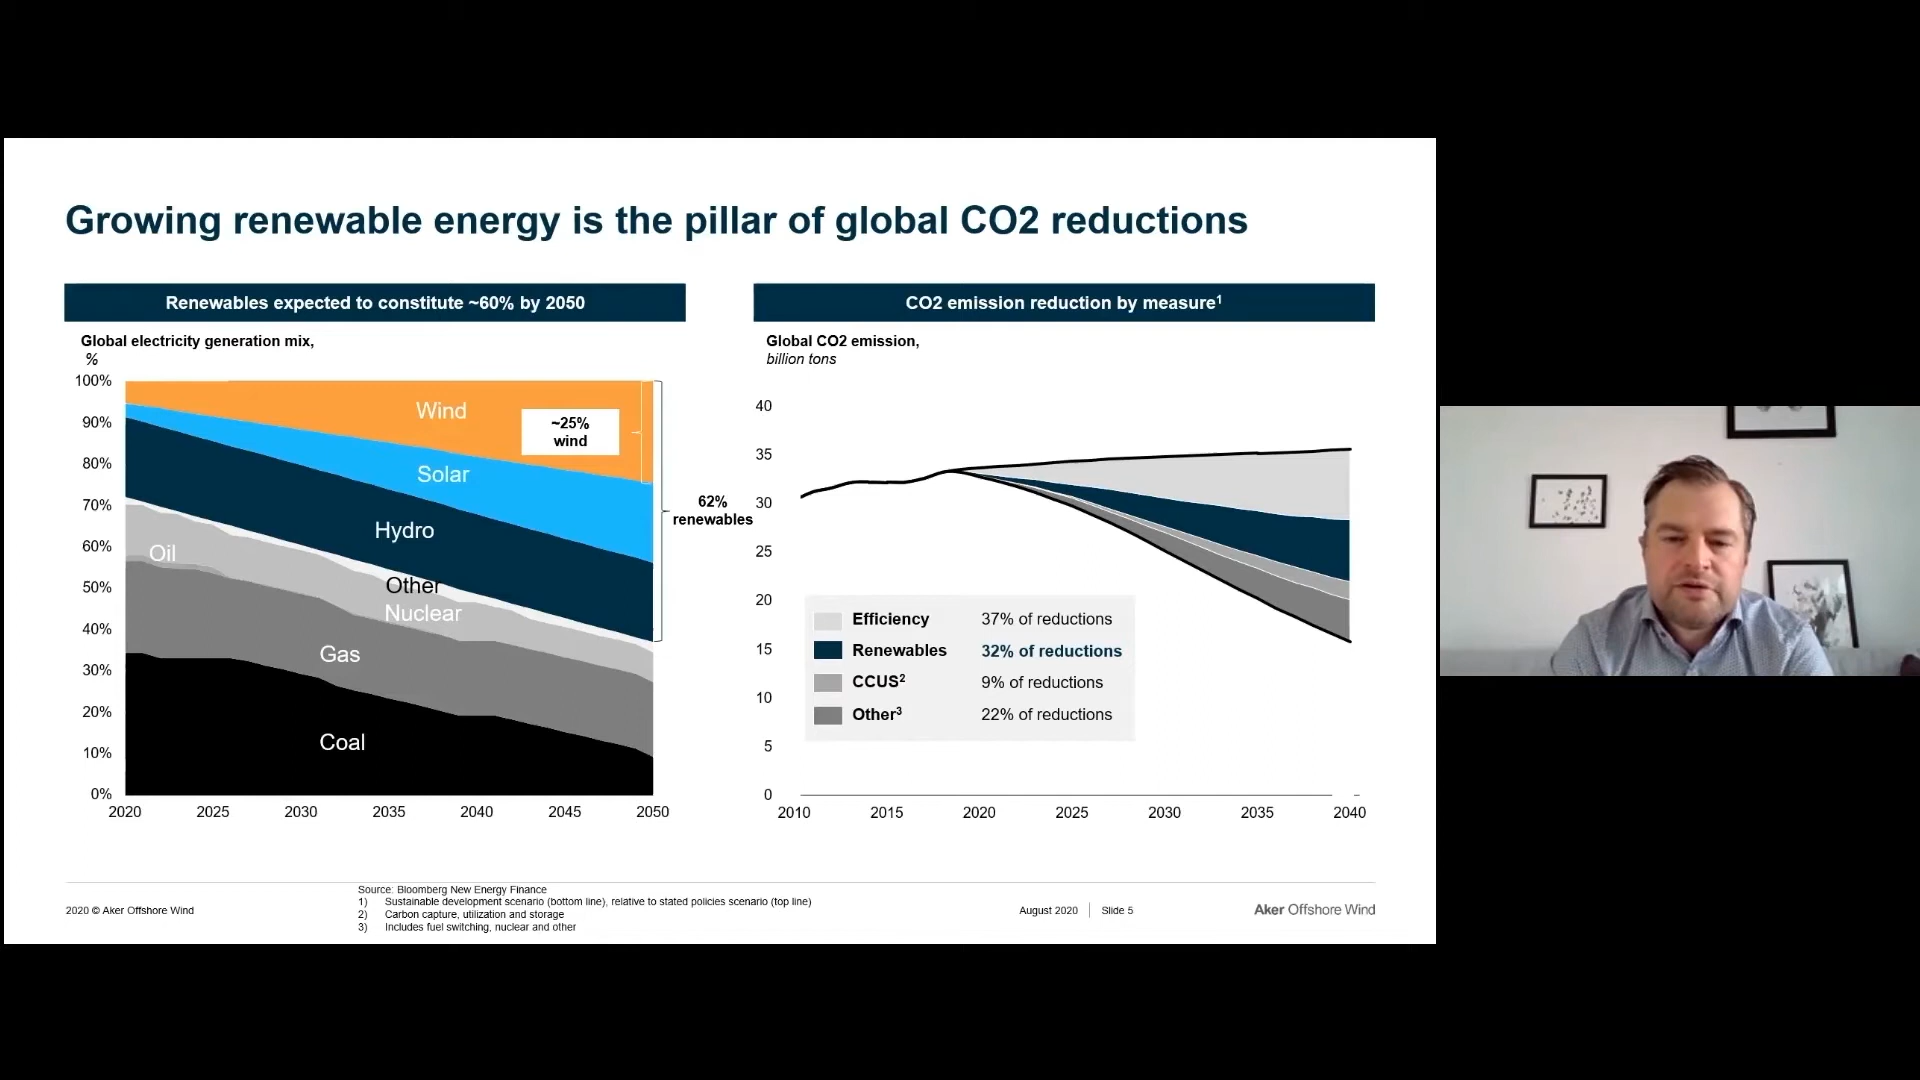 Growing renewable energy is the pillar of global CO2 reductions
Renewables expected to constitute ~60% by 2050
Global electricity generation mix,
%
100%
90%
80%
70%
60%
50%
40%
30%
20%
10%
0%
Wind
~25%
wind
Solar
Hydro
Oil
Other
Nuclear
Gas
Coal
62%
renewables
2020 2025 2030 2035 2040 2045 2050
CO2 emission reduction by measure1
Global CO2 emission,
billion tons
40
35
30
25
20
15
10
5
0
Efficiency 37% of reductions
Renewables 32% of reductions
CCUS2 9% of reductions
Other3 22% of reductions
2010 2015 2020 2025 2030 2035 2040
2020 © Aker Offshore Wind
Source: Bloomberg New Energy Finance
1) Sustainable development scenario (bottom line), relative to stated policies scenario (top line)
2) Carbon capture, utilization and storage
3) Includes fuel switching, nuclear and other
August 2020 Slide 5
Aker Offshore Wind